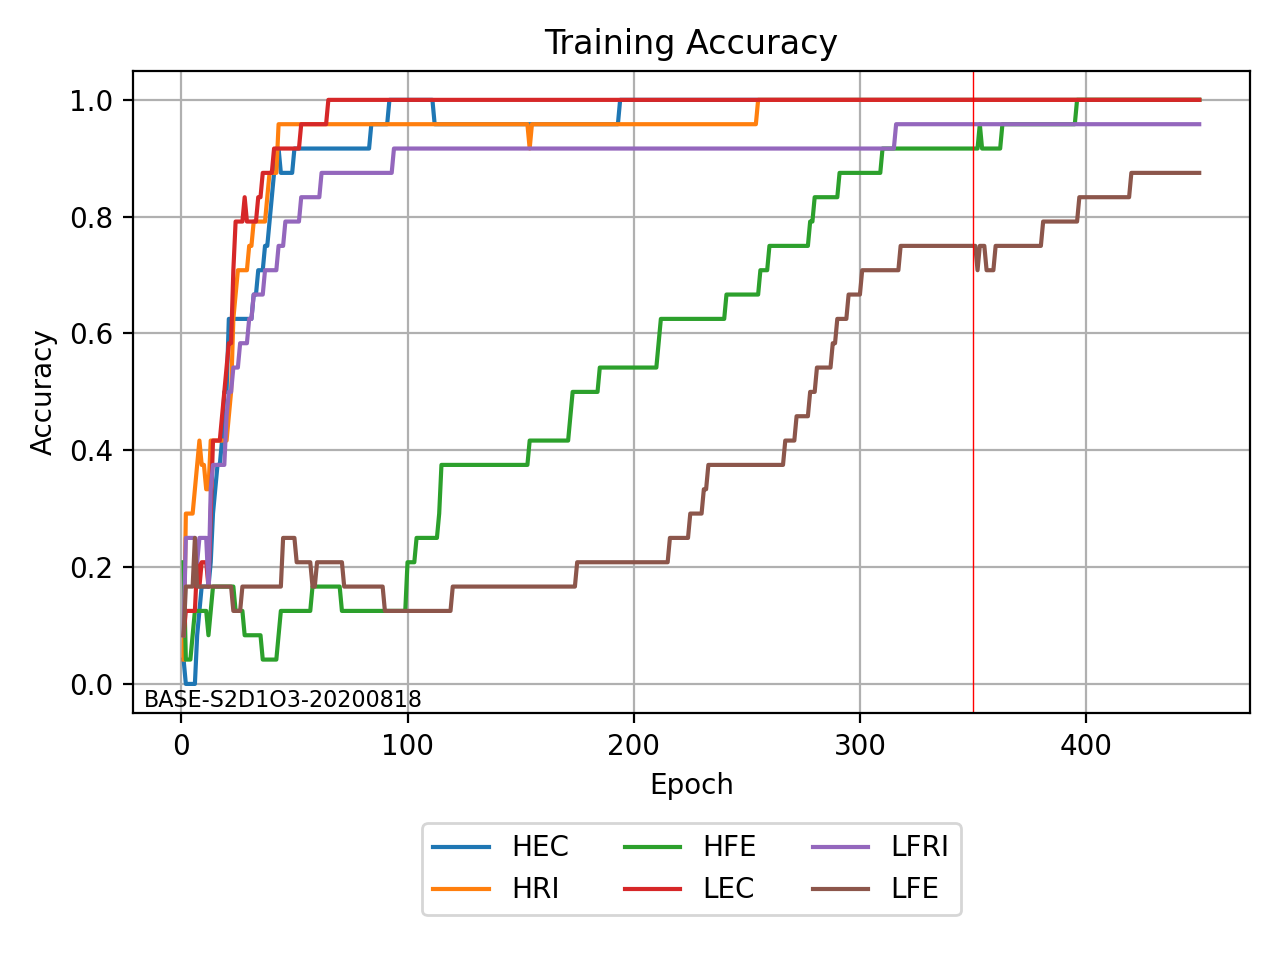 Training Accuracy
1.0
0.8
0.6
0.4
0.2
0.0
Accuracy
BASE-S2D1O3-20200818
0 100 200 300 400
Epoch
HEC HFE LFRI
HRI LEC LFE